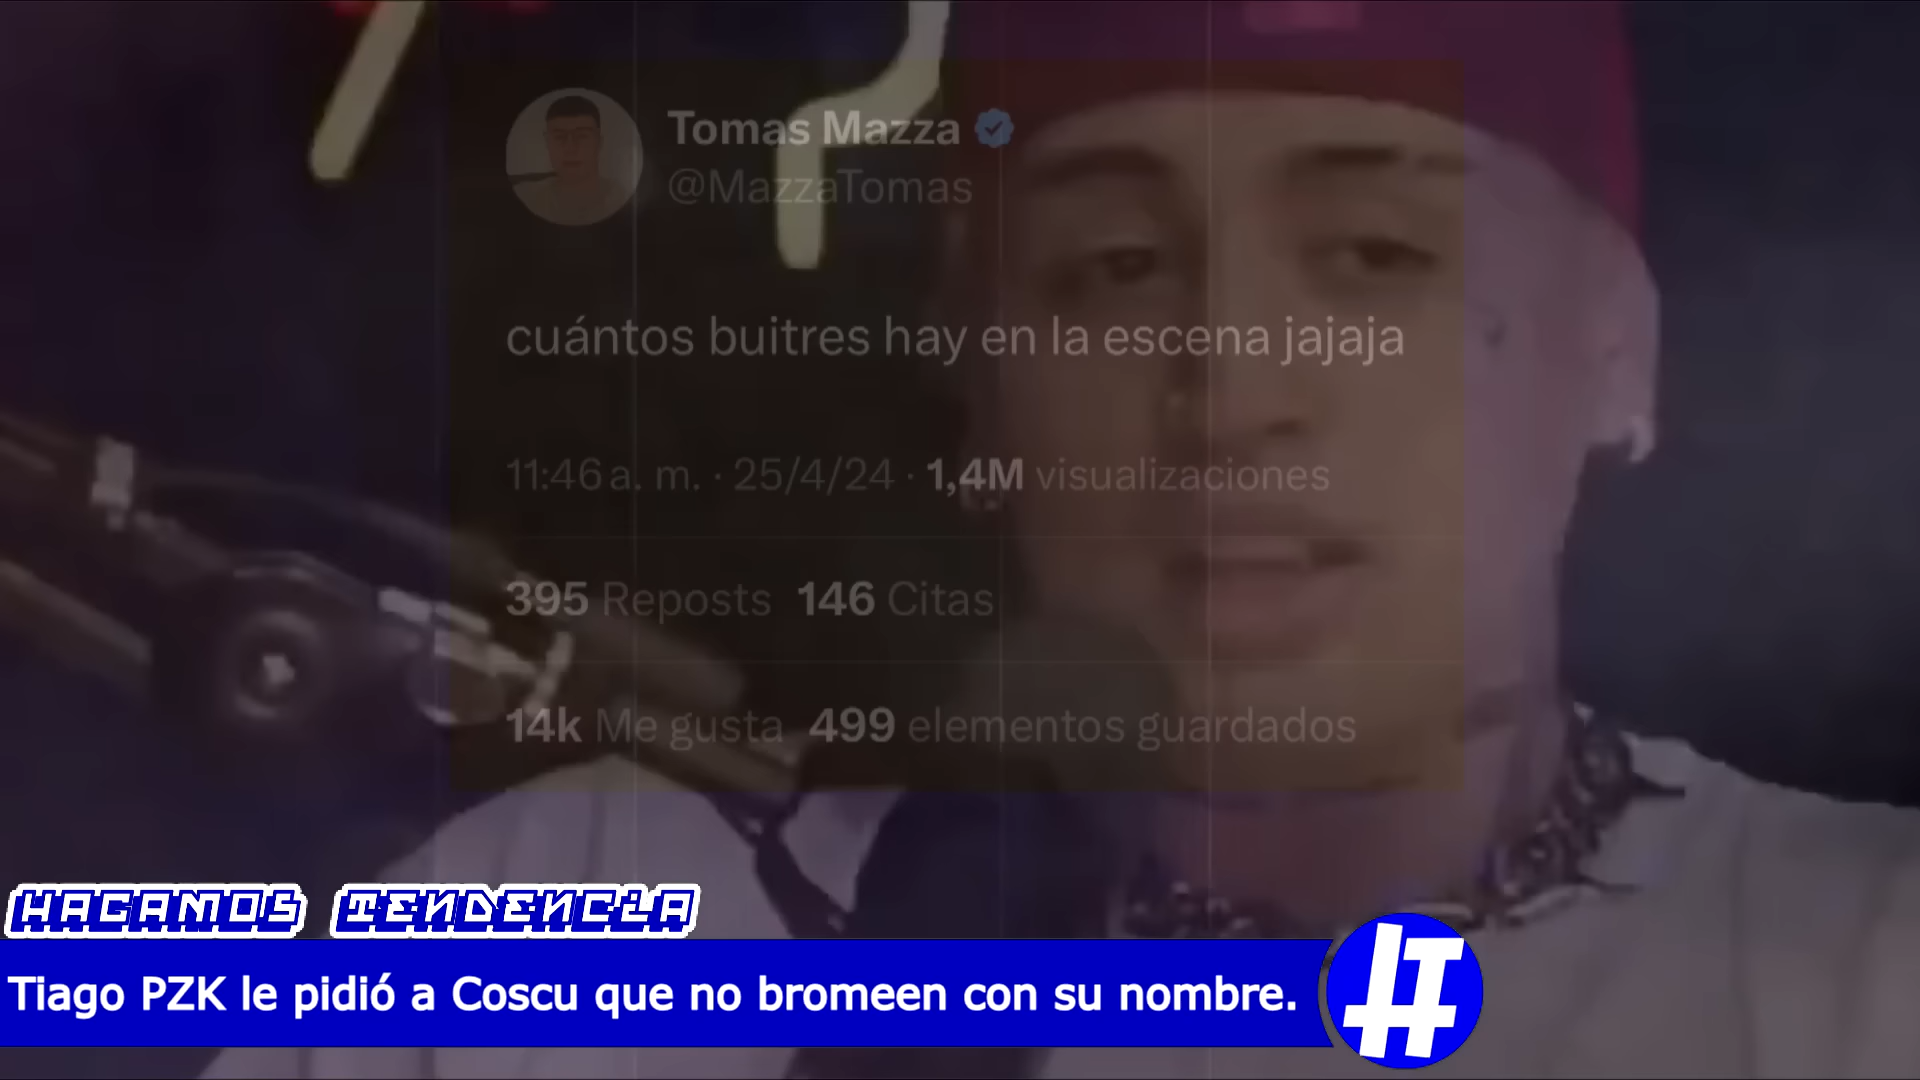 Tomas Mazza
@MazzaTomas
cuántos buitres hay en la escena jajaja
11:46 a. m. · 25/4/24 · 1,4M visualizaciones
395 Reposts 146 Citas
14k Me gusta 499 elementos guardados
HAGAMOS TENDENCIA
Tiago PZK le pidió a Coscu que no bromeen con su nombre.
HT